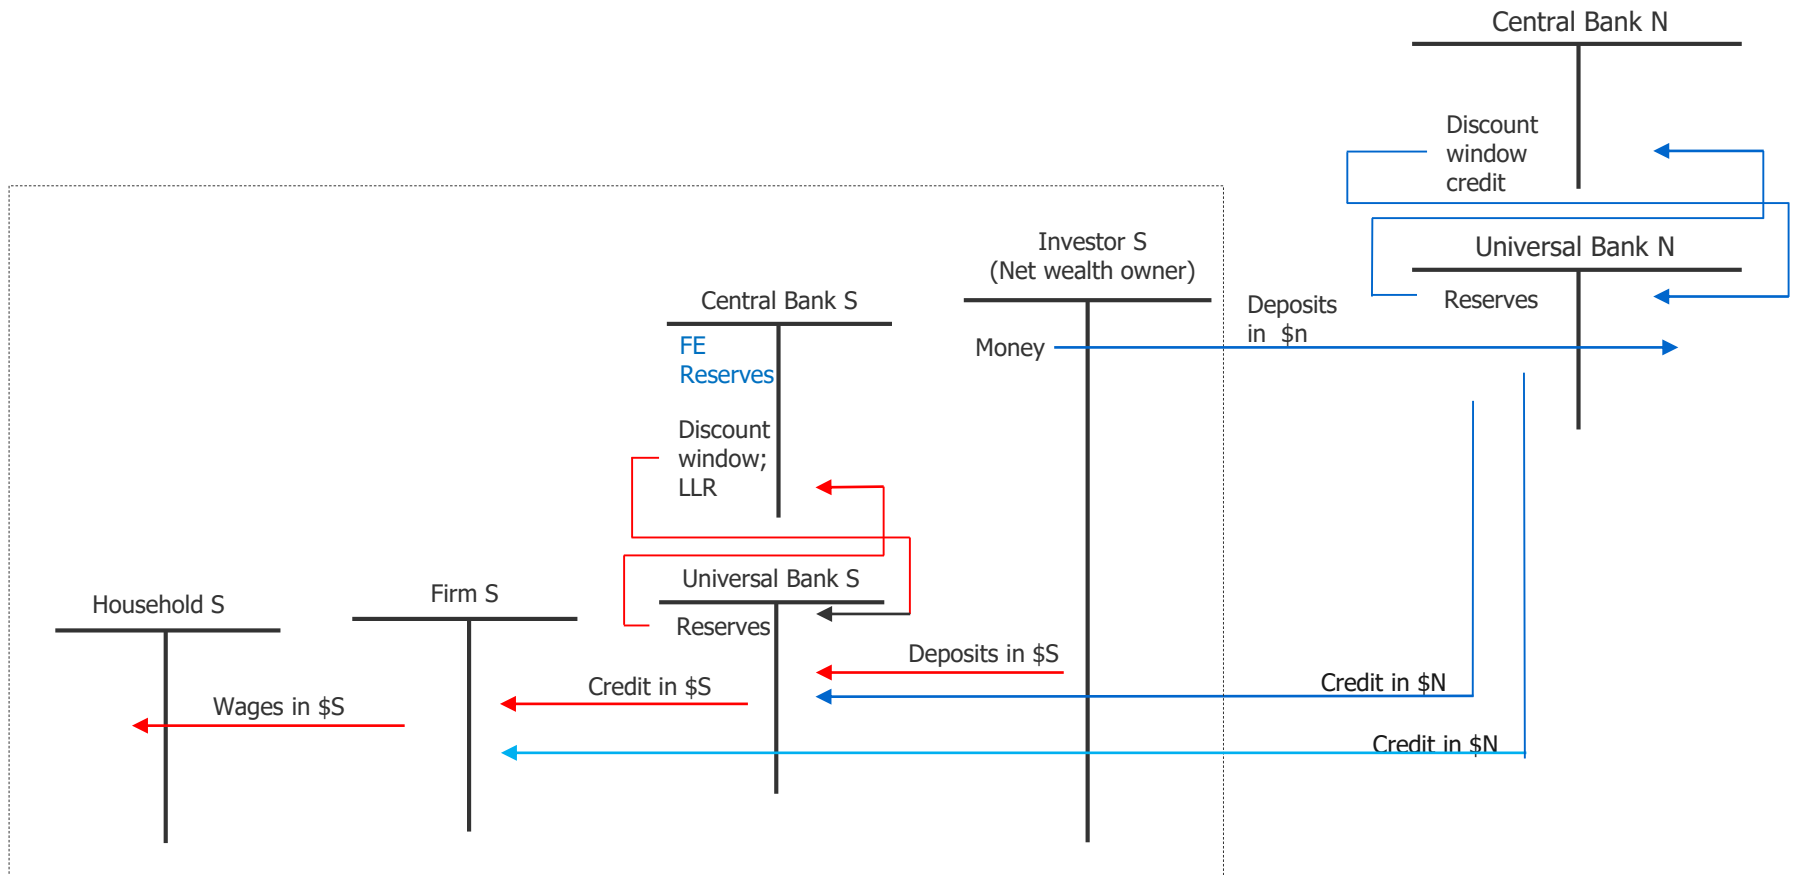 Central Bank N
Discount
window
credit
Universal Bank N
Reserves
Investor S
(Net wealth owner)
Money
Deposits
in $n
Central Bank S
FE
Reserves
Discount
window;
LLR
Universal Bank S
Reserves
Firm S
Household S
Deposits in $S
Credit in $S
Credit in $N
Wages in $S
Credit in $N